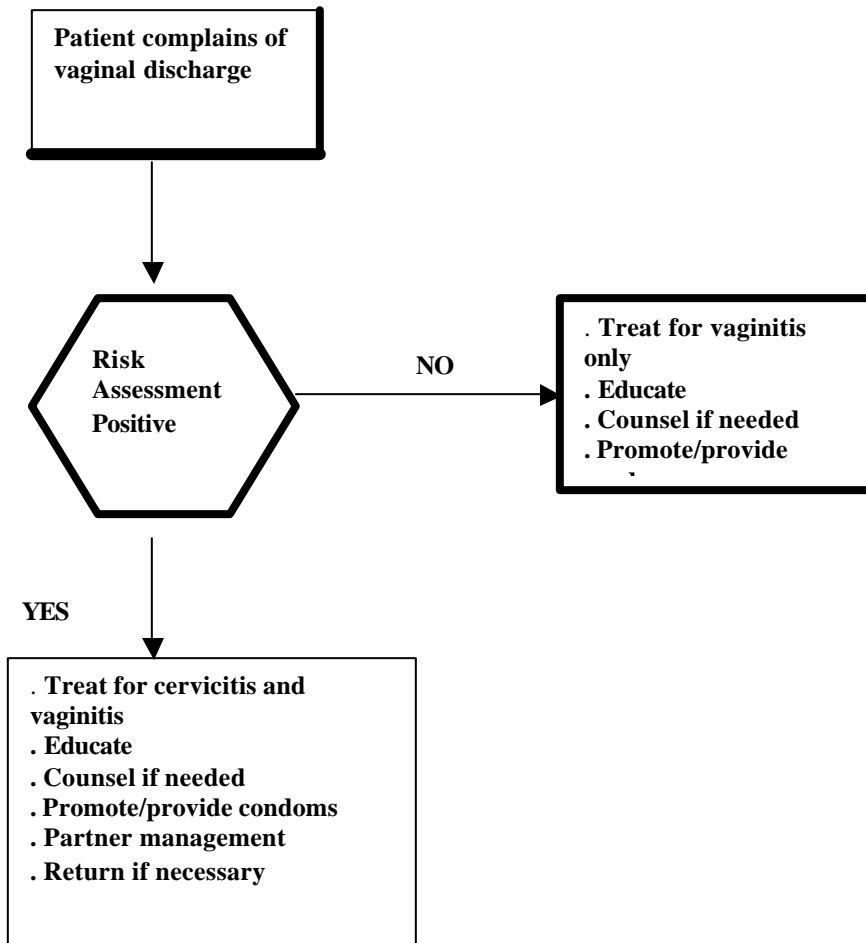 Patient complains of
vaginal discharge
Risk
Assessment
Positive
NO
. Treat for vaginitis
only
. Educate
. Counsel if needed
. Promote/provide
YES
. Treat for cervicitis and
vaginitis
. Educate
. Counsel if needed
. Promote/provide condoms
. Partner management
. Return if necessary